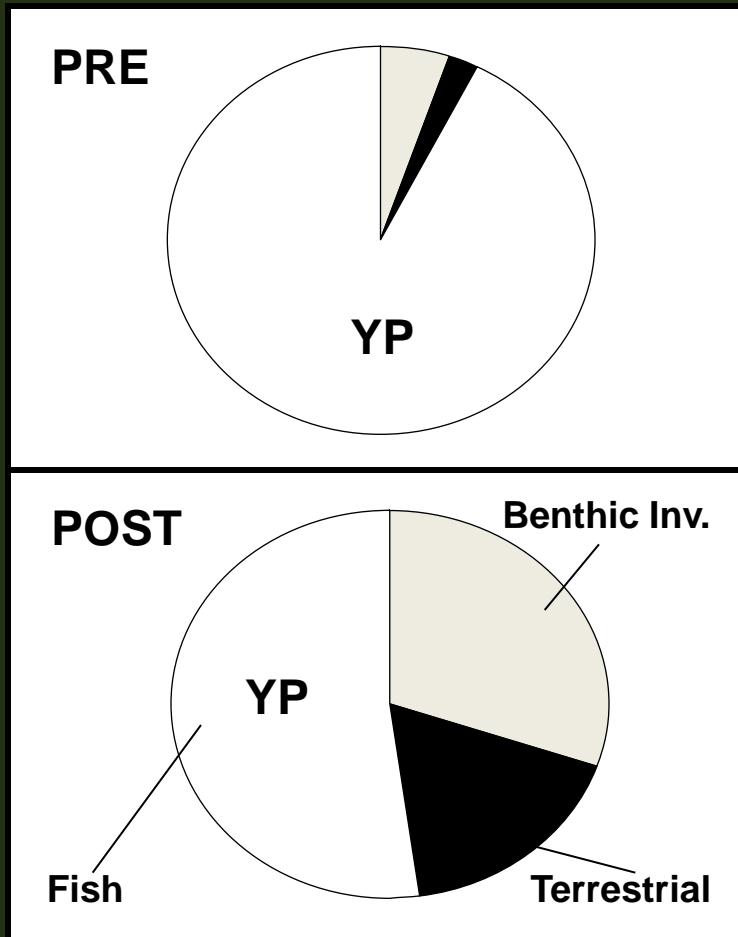 PRE
YP
POST
Benthic Inv.
YP
Fish
Terrestrial